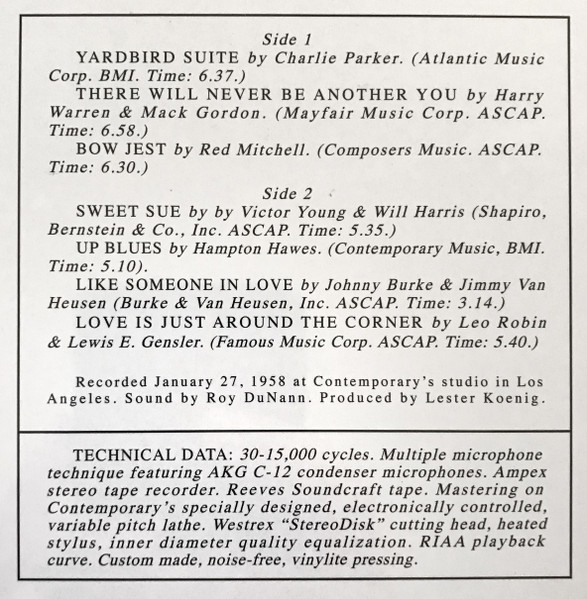 Side 1
YARDBIRD SUITE by Charlie Parker. (Atlantic Music
Corp. BMI. Time: 6.37.)
THERE WILL NEVER BE ANOTHER YOU by Harry
Warren & Mack Gordon. (Mayfair Music Corp. ASCAP.
Time: 6.58.)
BOW JEST by Red Mitchell. (Composers Music. ASCAP.
Time: 6.30.)
Side 2
SWEET SUE by by Victor Young & Will Harris (Shapiro,
Bernstein & Co., Inc. ASCAP. Time: 5.35.)
UP BLUES by Hampton Hawes. (Contemporary Music, BMI.
Time: 5.10).
LIKE SOMEONE IN LOVE by Johnny Burke & Jimmy Van
Heusen (Burke & Van Heusen, Inc. ASCAP. Time: 3.14.)
LOVE IS JUST AROUND THE CORNER by Leo Robin
& Lewis E. Gensler. (Famous Music Corp. ASCAP. Time: 5.40.)
Recorded January 27, 1958 at Contemporary's studio in Los
Angeles. Sound by Roy DuNann. Produced by Lester Koenig.
TECHNICAL DATA: 30-15,000 cycles. Multiple microphone
technique featuring AKG C-12 condenser microphones. Ampex
stereo tape recorder. Reeves Soundcraft tape. Mastering on
Contemporary's specially designed, electronically controlled,
variable pitch lathe. Westrex "StereoDisk" cutting head, heated
stylus, inner diameter quality equalization. RIAA playback
curve. Custom made, noise-free, vinylite pressing.